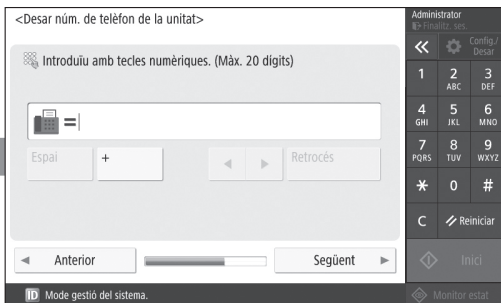 <Desar núm. de telèfon de la unitat>
Introduïu amb tecles numèriques. (Màx. 20 dígits)
=
Espai
+
Retrocés
Anterior
Següent
ID Mode gestió del sistema.
Administrator
Finalitz. ses.
Config./
Desar
1
2
ABC
3
DEF
4
GHI
5
JKL
6
MNO
7
PQRS
8
TUV
9
WXYZ
0
#
C
Reiniciar
Inici
Monitor estat